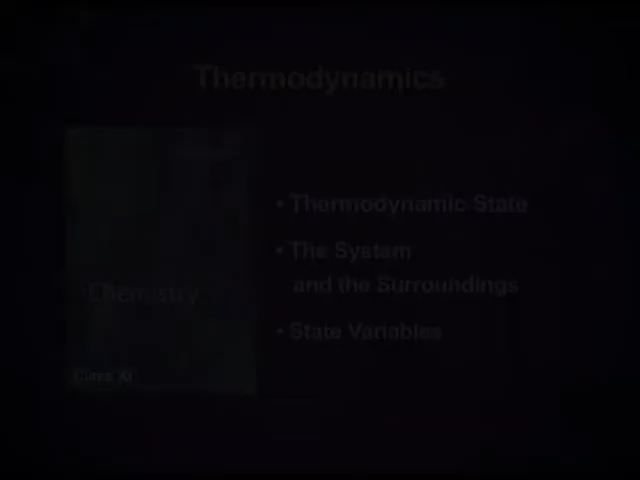 Thermodynamics
• Thermodynamic State
• The System
and the Surroundings
• State Variables
Chemistry
Class XI